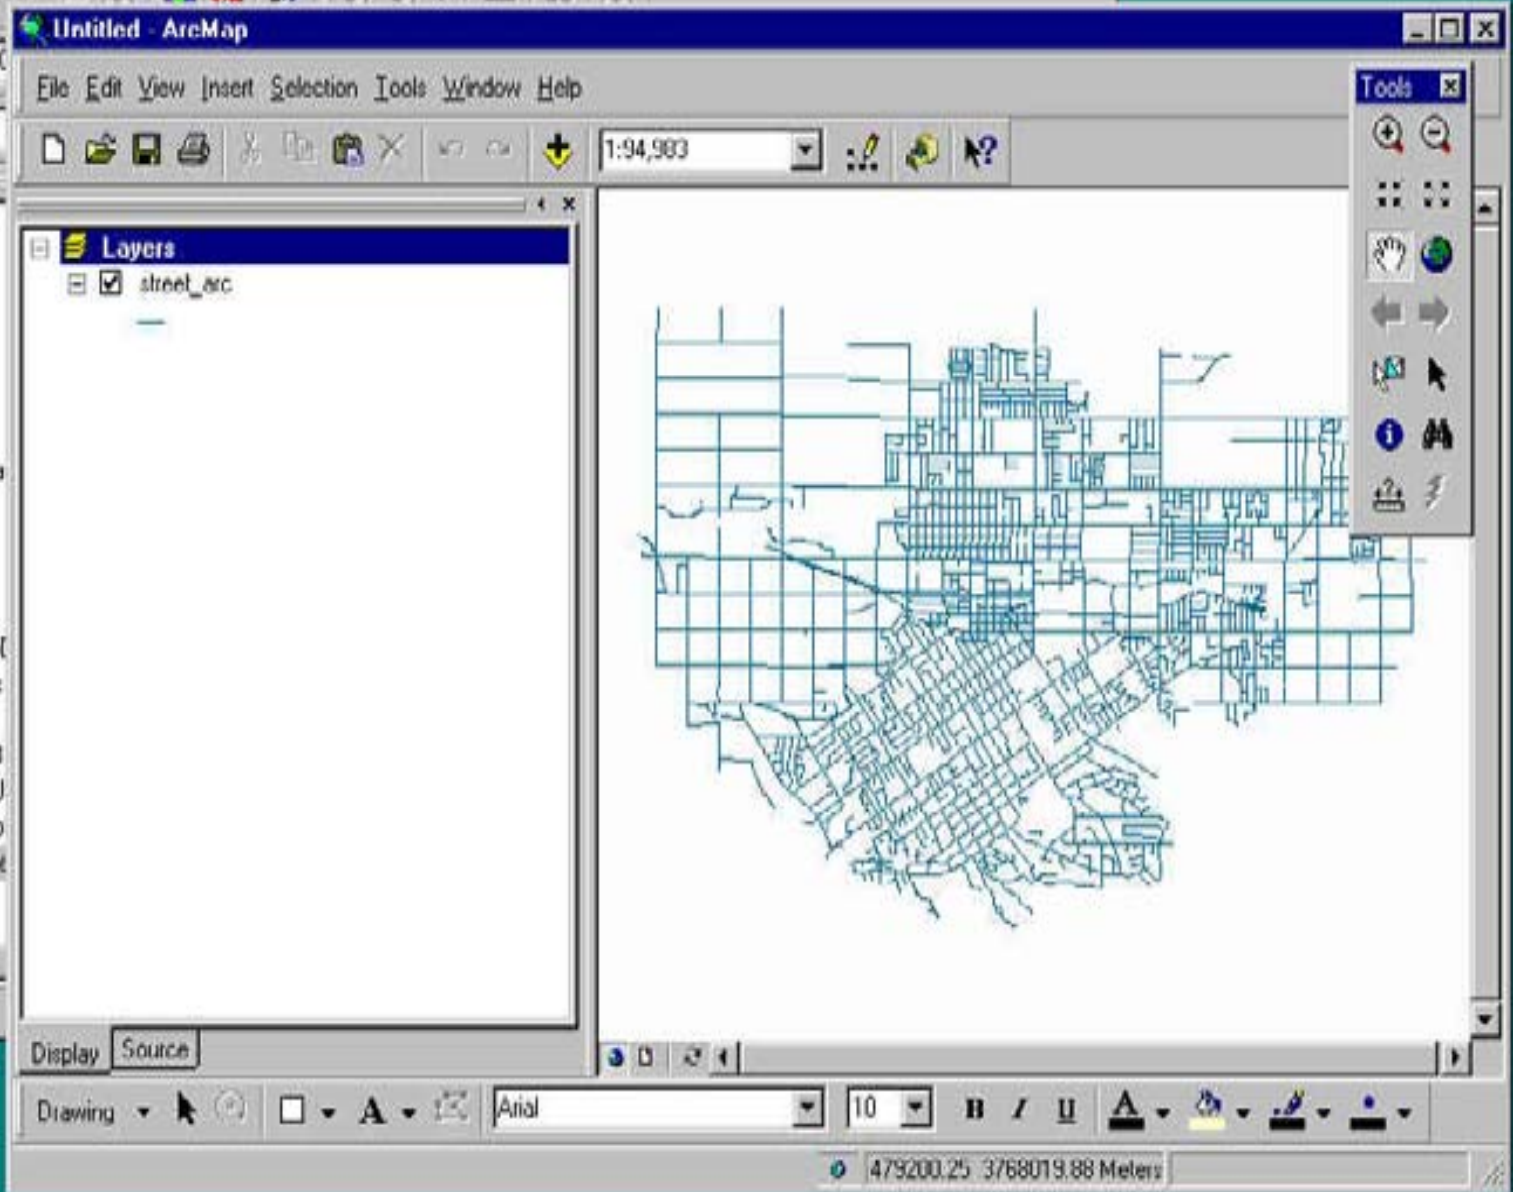 Untitled - ArcMap
File Edit View Insert Selection Tools Window Help
Tools
1:94,983
Layers
street_arc
Display Source
Drawing A Arial 10 B I U A
479200.25 3768019.88 Meters